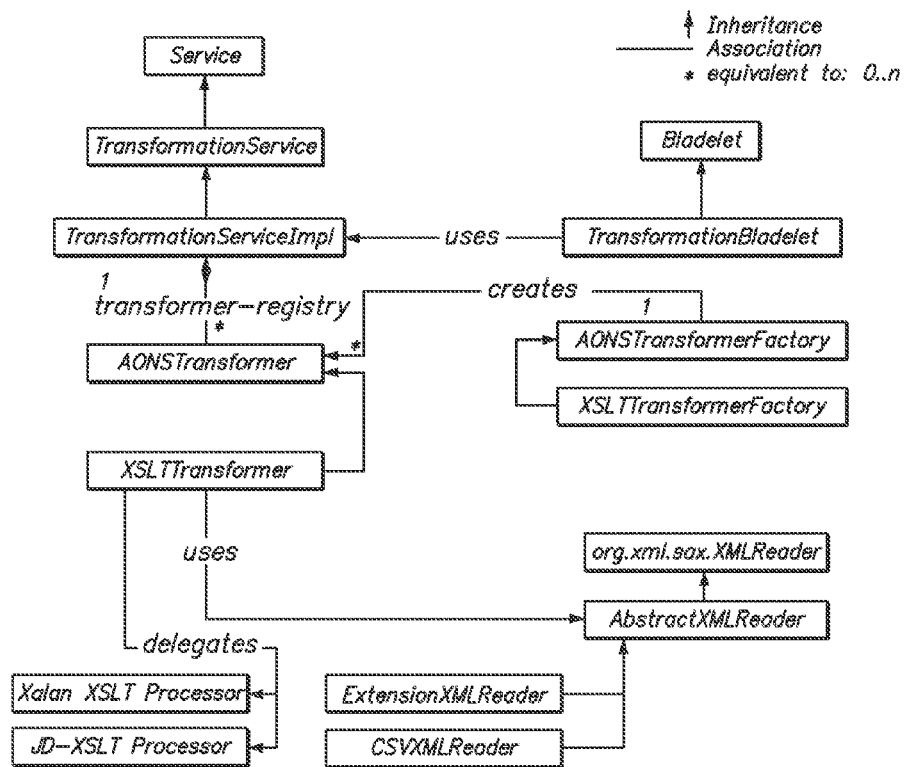 Inheritance
Association
* equivalent to: 0..n
Service
TransformationService
Bladelet
TransformationServiceImpl
uses
TransformationBladelet
1
transformer-registry
*
creates
1
*
AONSTransformer
AONSTransformerFactory
XSLTTransformerFactory
XSLTTransformer
uses
org.xml.sax.XMLReader
AbstractXMLReader
delegates
Xalan XSLT Processor
ExtensionXMLReader
JD-XSLT Processor
CSVXMLReader